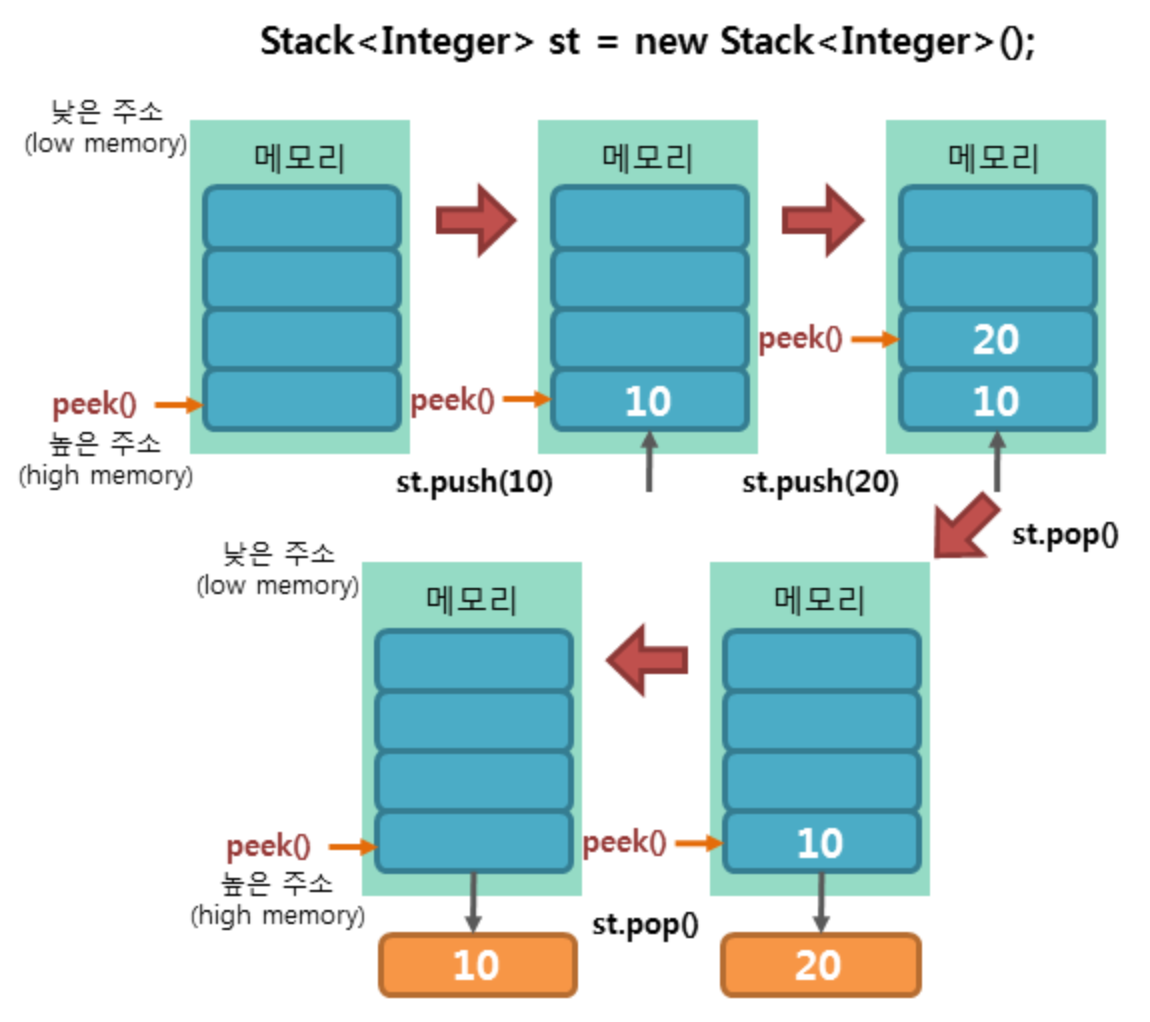 Stack<Integer> st = new Stack<Integer>();
낮은 주소
(low memory)
메모리
메모리
메모리
peek()
20
peek()
peek()
10
10
높은 주소
(high memory)
st.push(10)
st.push(20)
st.pop()
낮은 주소
(low memory)
메모리
메모리
peek()
peek()
10
높은 주소
(high memory)
st.pop()
10
20